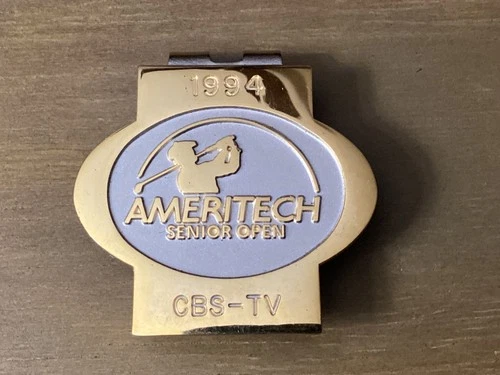 1994
AMERITECH
SENIOR OPEN
CBS-TV